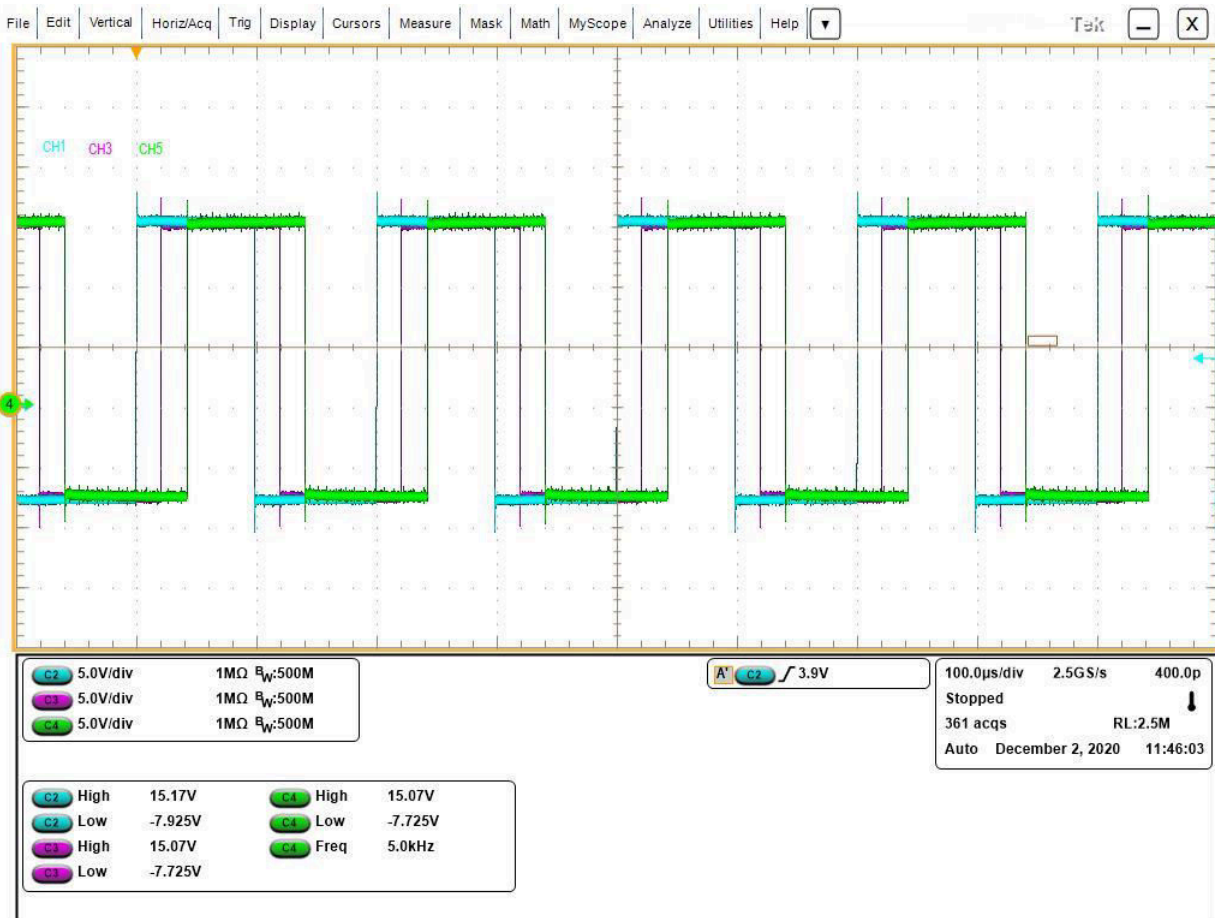 File Edit Vertical Horiz/Acq Trig Display Cursors Measure Mask Math MyScope Analyze Utilities Help Tek X
CH1 CH3 CH5
4
C2 5.0V/div 1MΩ BW:500M
C3 5.0V/div 1MΩ BW:500M
C4 5.0V/div 1MΩ BW:500M
A' C2 3.9V
100.0µs/div 2.5GS/s 400.0p
Stopped
361 acqs RL:2.5M
Auto December 2, 2020 11:46:03
C2 High 15.17V C4 High 15.07V
C2 Low -7.925V C4 Low -7.725V
C3 High 15.07V C4 Freq 5.0kHz
C3 Low -7.725V